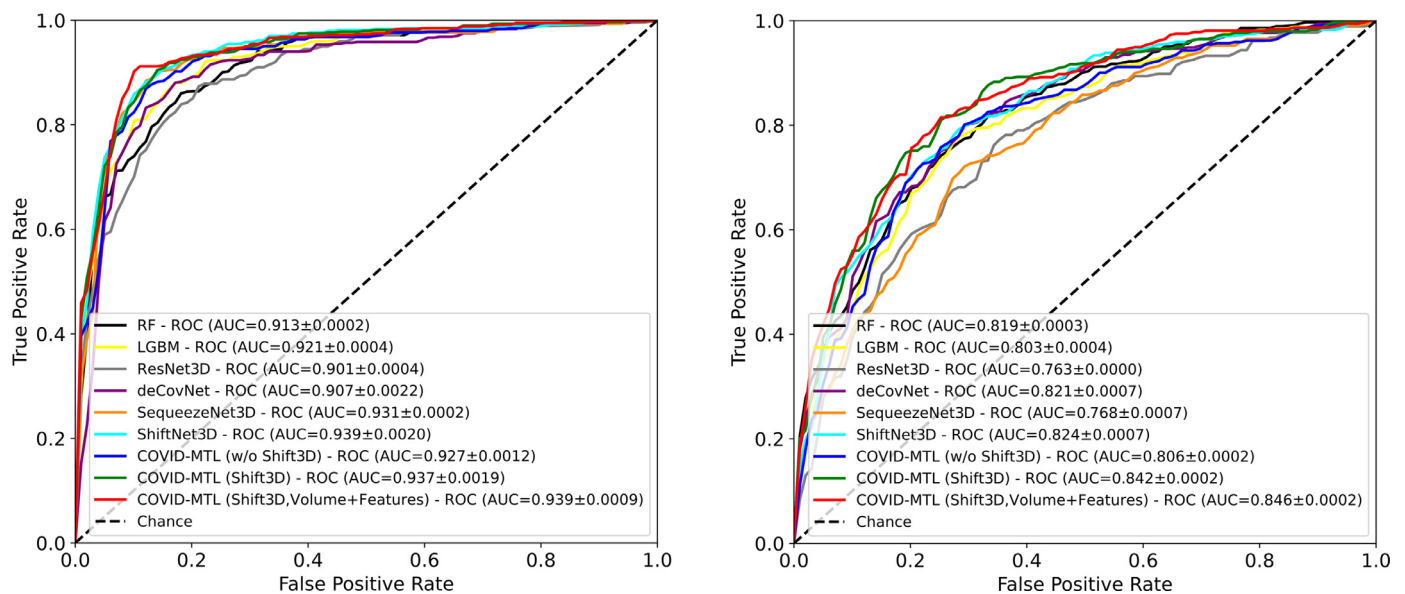 1.0
0.8
0.6
0.4
0.2
0.0
True Positive Rate
RF - ROC (AUC=0.913±0.0002)
LGBM - ROC (AUC=0.921±0.0004)
ResNet3D - ROC (AUC=0.901±0.0004)
deCovNet - ROC (AUC=0.907±0.0022)
SequeezeNet3D - ROC (AUC=0.931±0.0002)
ShiftNet3D - ROC (AUC=0.939±0.0020)
COVID-MTL (w/o Shift3D) - ROC (AUC=0.927±0.0012)
COVID-MTL (Shift3D) - ROC (AUC=0.937±0.0019)
COVID-MTL (Shift3D,Volume+Features) - ROC (AUC=0.939±0.0009)
Chance
0.0 0.2 0.4 0.6 0.8 1.0
False Positive Rate
1.0
0.8
0.6
0.4
0.2
0.0
True Positive Rate
RF - ROC (AUC=0.819±0.0003)
LGBM - ROC (AUC=0.803±0.0004)
ResNet3D - ROC (AUC=0.763±0.0000)
deCovNet - ROC (AUC=0.821±0.0007)
SequeezeNet3D - ROC (AUC=0.768±0.0007)
ShiftNet3D - ROC (AUC=0.824±0.0007)
COVID-MTL (w/o Shift3D) - ROC (AUC=0.806±0.0002)
COVID-MTL (Shift3D) - ROC (AUC=0.842±0.0002)
COVID-MTL (Shift3D,Volume+Features) - ROC (AUC=0.846±0.0002)
Chance
0.0 0.2 0.4 0.6 0.8 1.0
False Positive Rate